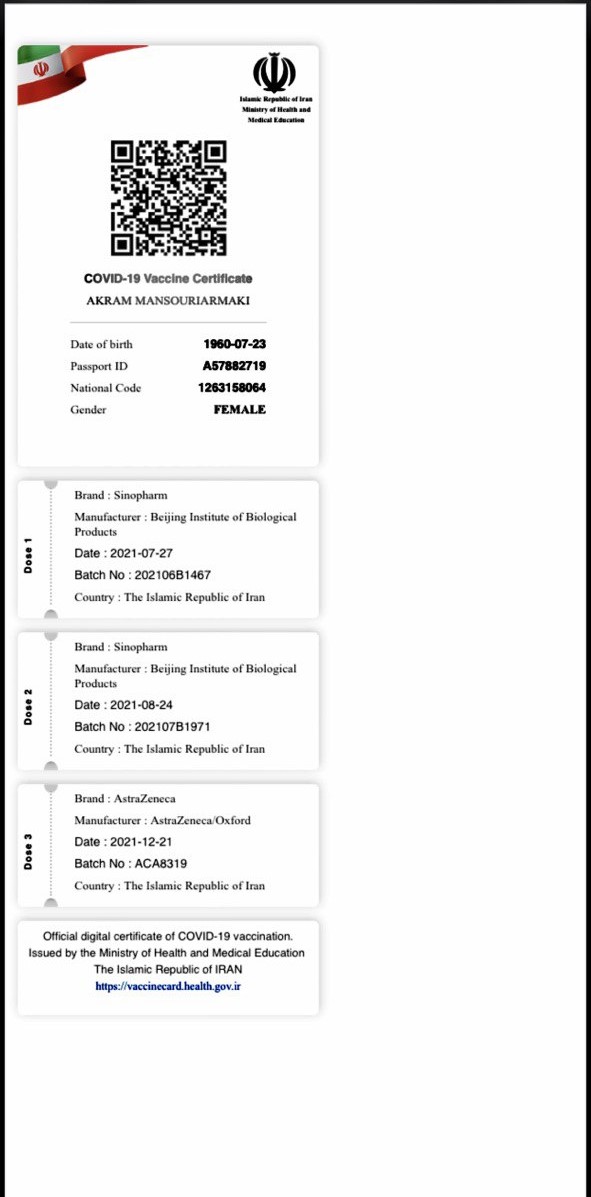 Islamic Republic of Iran
Ministry of Health and
Medical Education
COVID-19 Vaccine Certificate
AKRAM MANSOURIARMAKI
Date of birth 1960-07-23
Passport ID A57882719
National Code 1263158064
Gender FEMALE
Dose 1
Brand : Sinopharm
Manufacturer : Beijing Institute of Biological
Products
Date : 2021-07-27
Batch No : 202106B1467
Country : The Islamic Republic of Iran
Dose 2
Brand : Sinopharm
Manufacturer : Beijing Institute of Biological
Products
Date : 2021-08-24
Batch No : 202107B1971
Country : The Islamic Republic of Iran
Dose 3
Brand : AstraZeneca
Manufacturer : AstraZeneca/Oxford
Date : 2021-12-21
Batch No : ACA8319
Country : The Islamic Republic of Iran
Official digital certificate of COVID-19 vaccination.
Issued by the Ministry of Health and Medical Education
The Islamic Republic of IRAN
https://vaccinecard.health.gov.ir